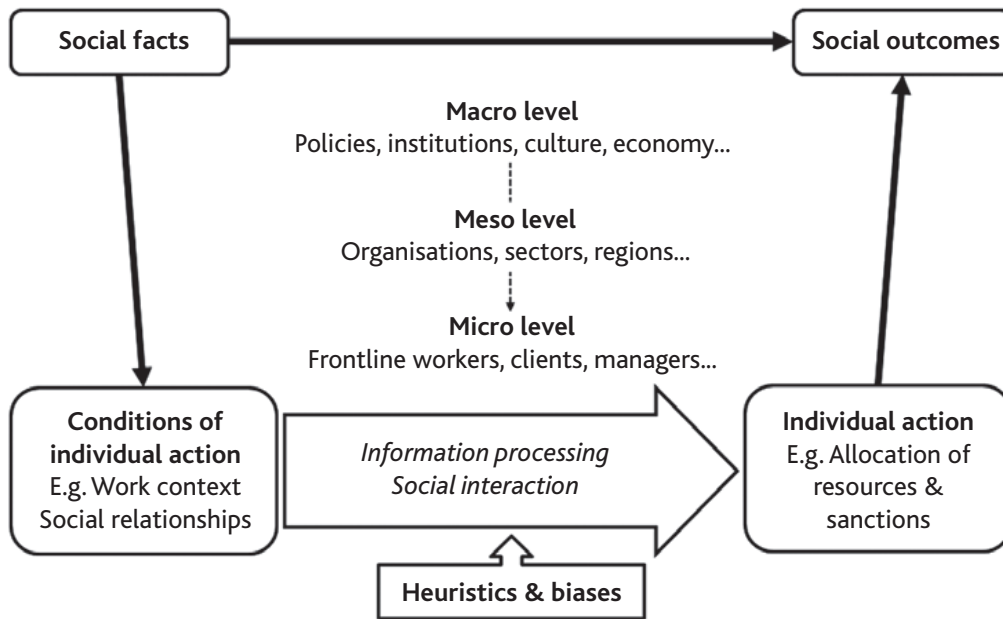 Social facts
Social outcomes
Macro level
Policies, institutions, culture, economy...
Meso level
Organisations, sectors, regions...
Micro level
Frontline workers, clients, managers...
Conditions of
individual action
E.g. Work context
Social relationships
Information processing
Social interaction
Individual action
E.g. Allocation of
resources &
sanctions
Heuristics & biases